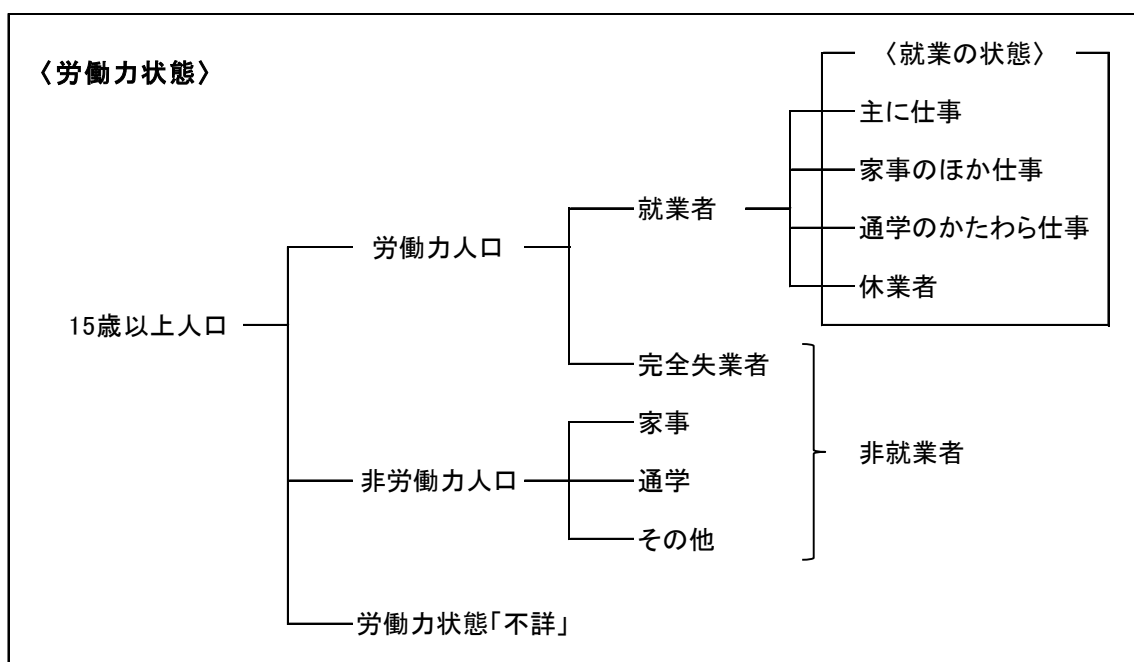 〈労働力状態〉
〈就業の状態〉
主に仕事
家事のほか仕事
就業者
通学のかたわら仕事
労働力人口
休業者
15歳以上人口
完全失業者
家事
非就業者
非労働力人口
通学
その他
労働力状態「不詳」